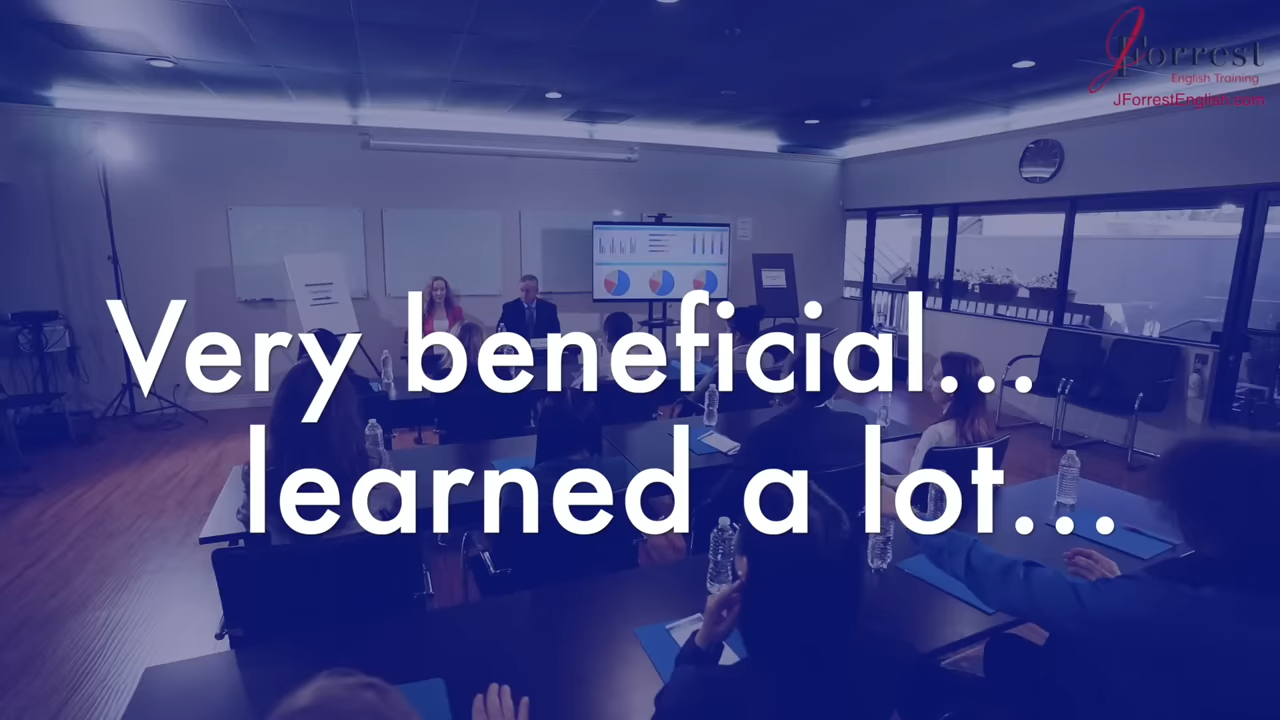 JForrest
English Training
JForrestEnglish.com
Very beneficial...
learned a lot...